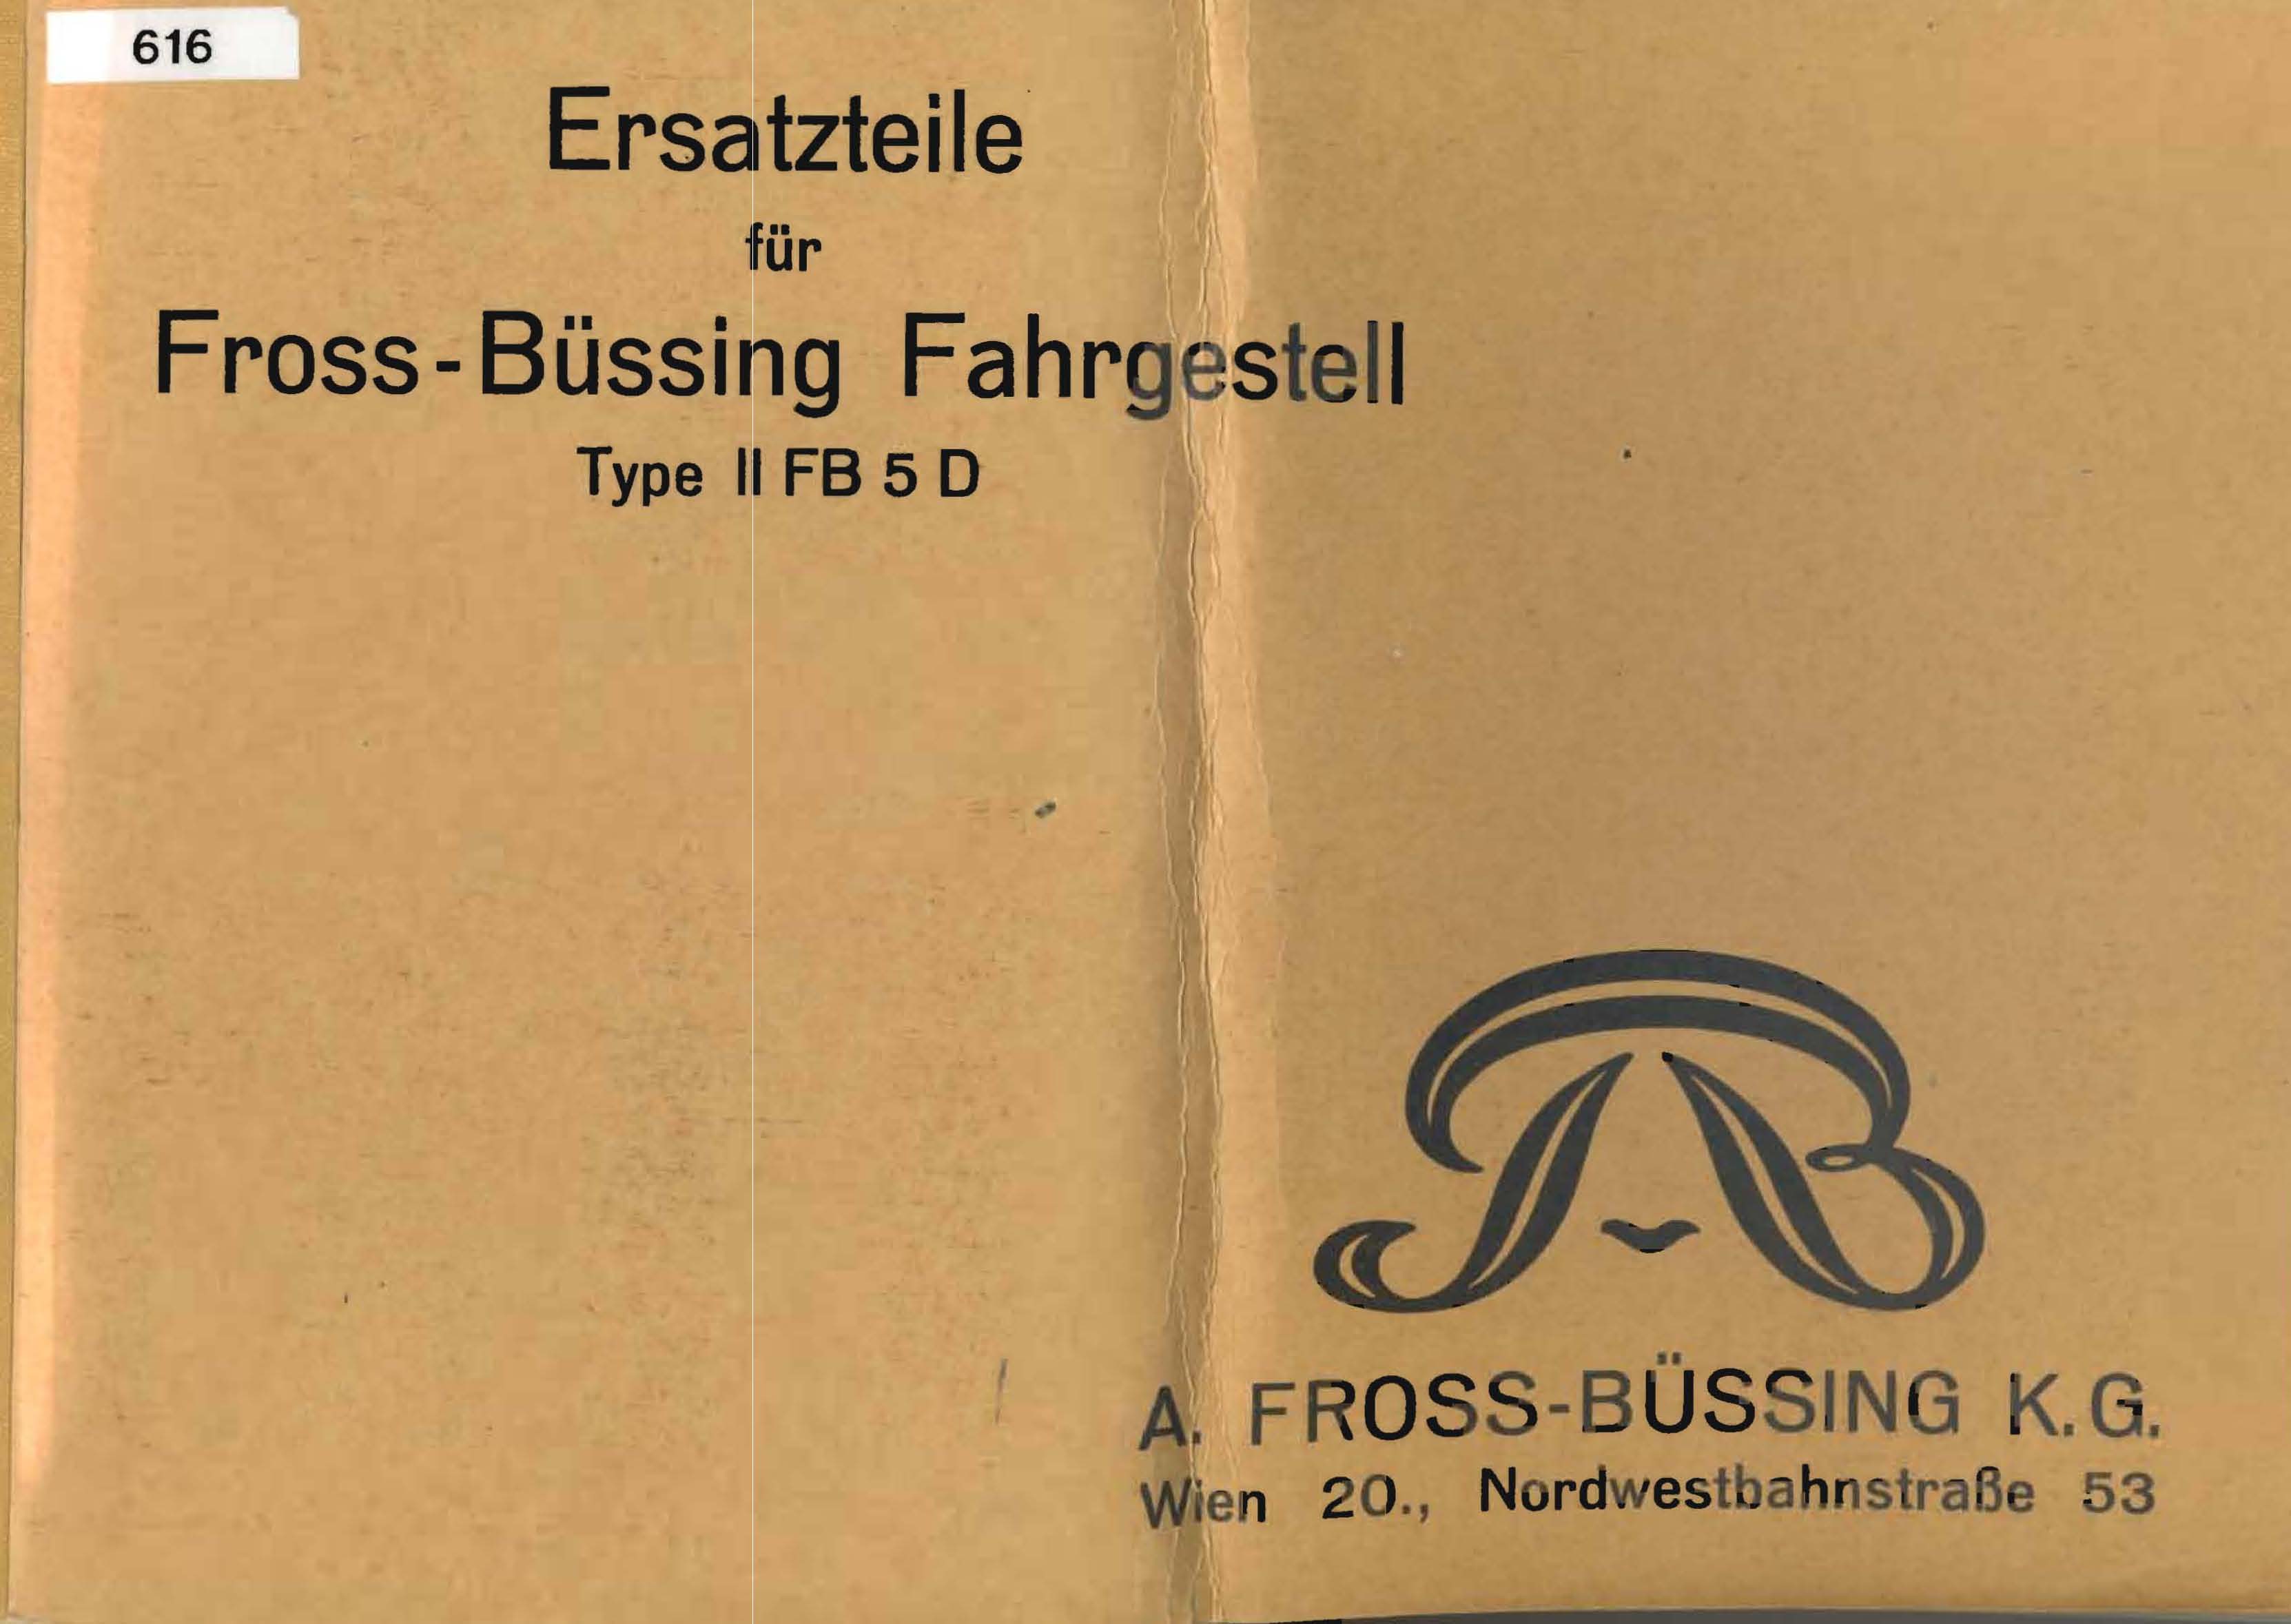 616
Ersatzteile
für
Fross-Büssing Fahrgestell
Type II FB 5 D
A. FROSS-BÜSSING K.G.
Wien 20., Nordwestbahnstraße 53